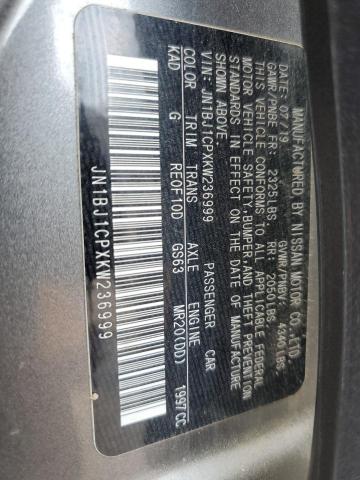 MANUFACTURED BY: NISSAN MOTOR CO.,LTD.
DATE: 07/19 GVWR/PNBV: 4340LBS
GAWR/PNBE FR: 2325LBS. RR: 2050LBS.
THIS VEHICLE CONFORMS TO ALL APPLICABLE FEDERAL
MOTOR VEHICLE SAFETY,BUMPER,AND THEFT PREVENTION
STANDARDS IN EFFECT ON THE DATE OF MANUFACTURE
SHOWN ABOVE.
V/N:JN1BJ1CPXKW236999 PASSENGER CAR
COLOR TRIM TRANS AXLE ENGINE
KAD G RE0F10D GS63 MR20(DD) 1997CC
JN1BJ1CPXKW236999